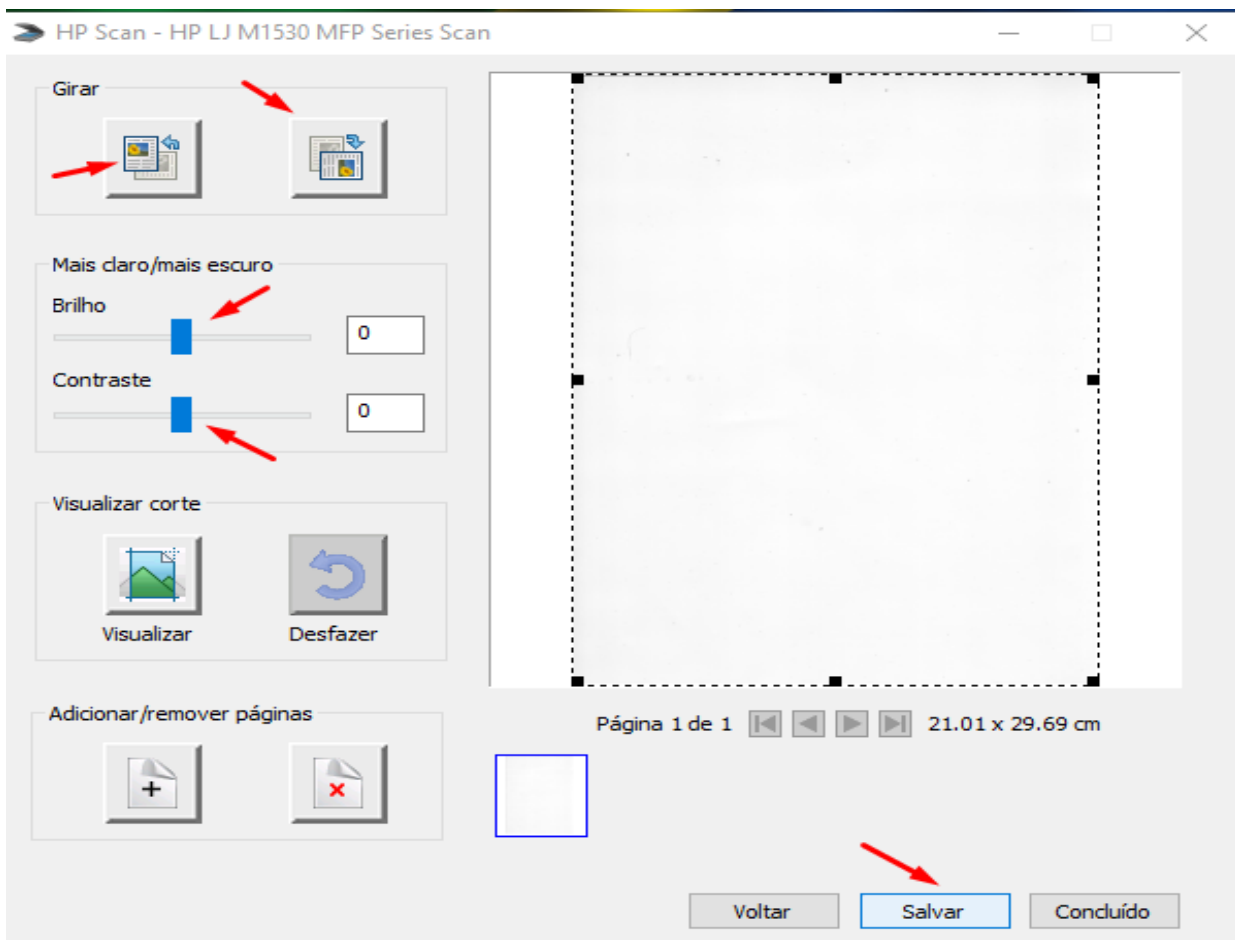 HP Scan - HP LJ M1530 MFP Series Scan
Girar
Mais claro/mais escuro
Brilho
0
Contraste
0
Visualizar corte
Visualizar
Desfazer
Adicionar/remover páginas
Página 1 de 1
21.01 x 29.69 cm
Voltar
Salvar
Concluído